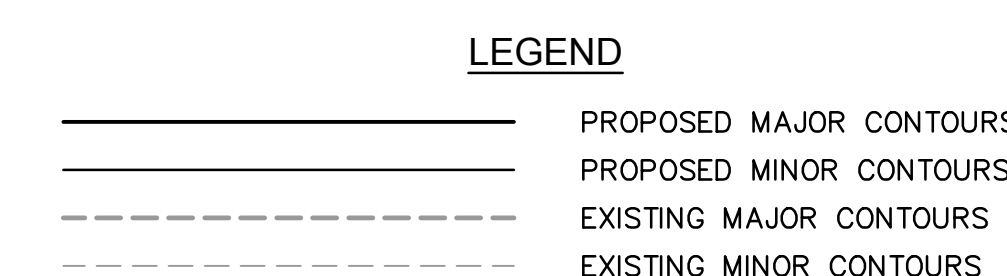 LEGEND
PROPOSED MAJOR CONTOURS
PROPOSED MINOR CONTOURS
EXISTING MAJOR CONTOURS
EXISTING MINOR CONTOURS